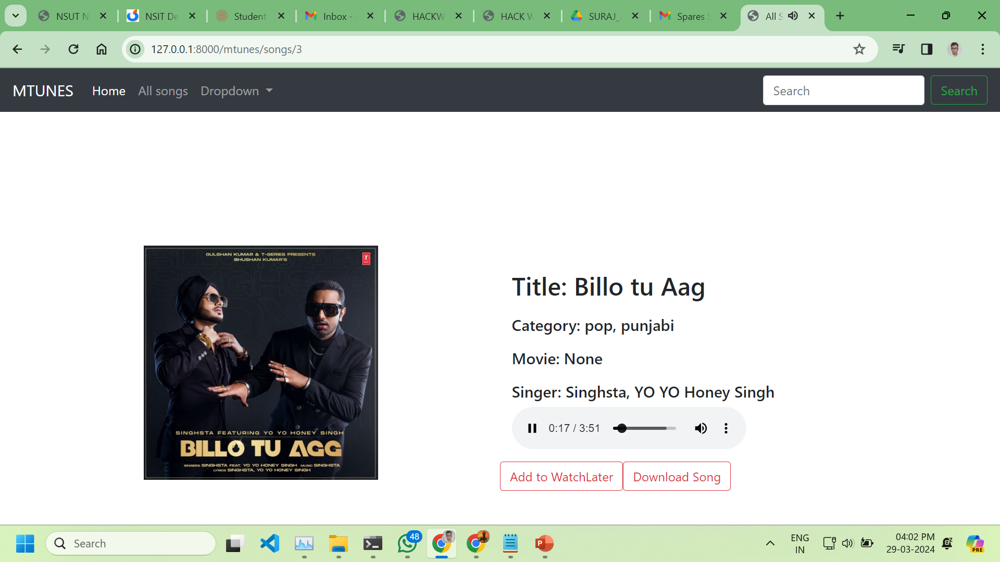 NSUT N
NSIT De
Student
Inbox -
HACKW
HACK W
SURAJ_
Spares S
All S
127.0.0.1:8000/mtunes/songs/3
MTUNES Home All songs Dropdown Search Search
GULSHAN KUMAR & T-SERIES PRESENTS
BHUSHAN KUMAR'S
SINGHSTA FEATURING YO YO HONEY SINGH
BILLO TU AGG
SINGERS SINGHSTA FEAT. YO YO HONEY SINGH MUSIC SINGHSTA
LYRICS SINGHSTA, YO YO HONEY SINGH
Title: Billo tu Aag
Category: pop, punjabi
Movie: None
Singer: Singhsta, YO YO Honey Singh
0:17 / 3:51
Add to WatchLater Download Song
Search
48
P
ENG
IN
04:02 PM
29-03-2024
PRE